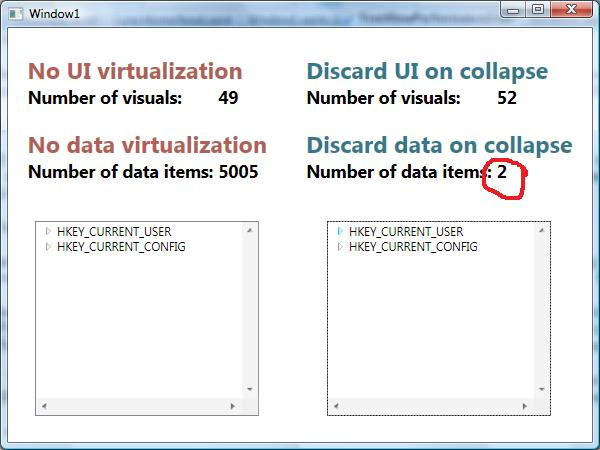 Window1
No UI virtualization
Number of visuals: 49
Discard UI on collapse
Number of visuals: 52
No data virtualization
Number of data items: 5005
Discard data on collapse
Number of data items: 2
HKEY_CURRENT_USER
HKEY_CURRENT_CONFIG
HKEY_CURRENT_USER
HKEY_CURRENT_CONFIG